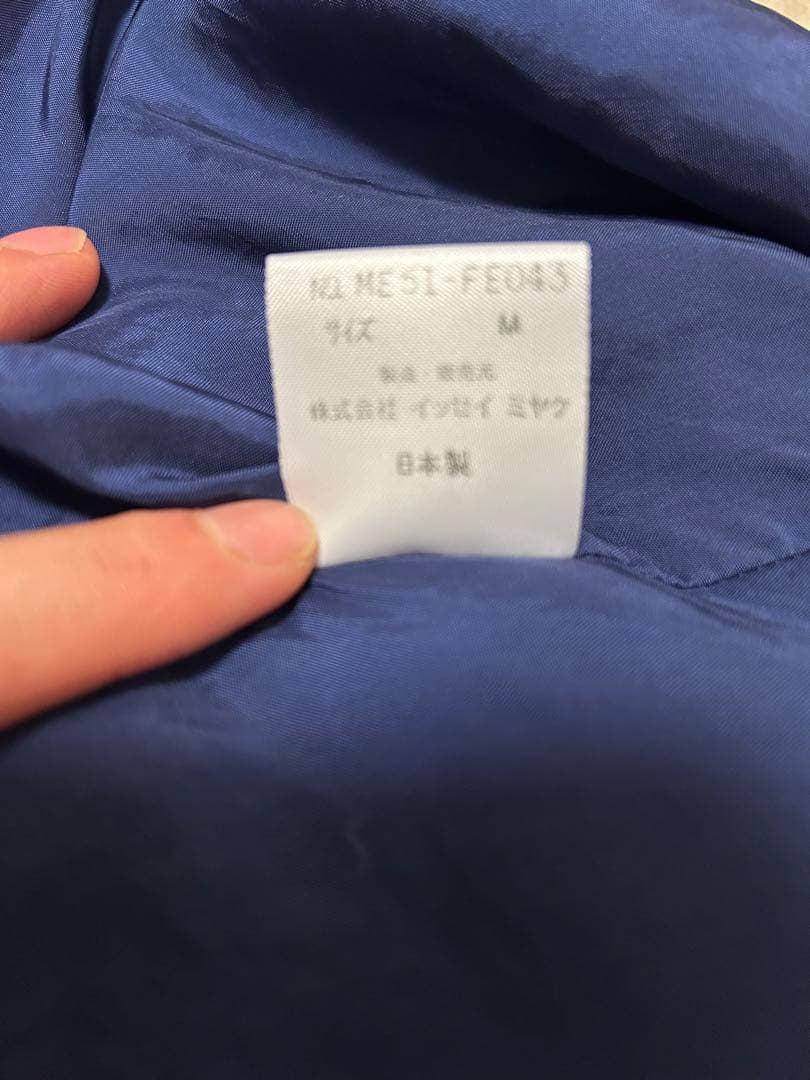 No. ME51-FE043
サイズ M
製造・販売元
株式会社 イッセイ ミヤケ
日本製